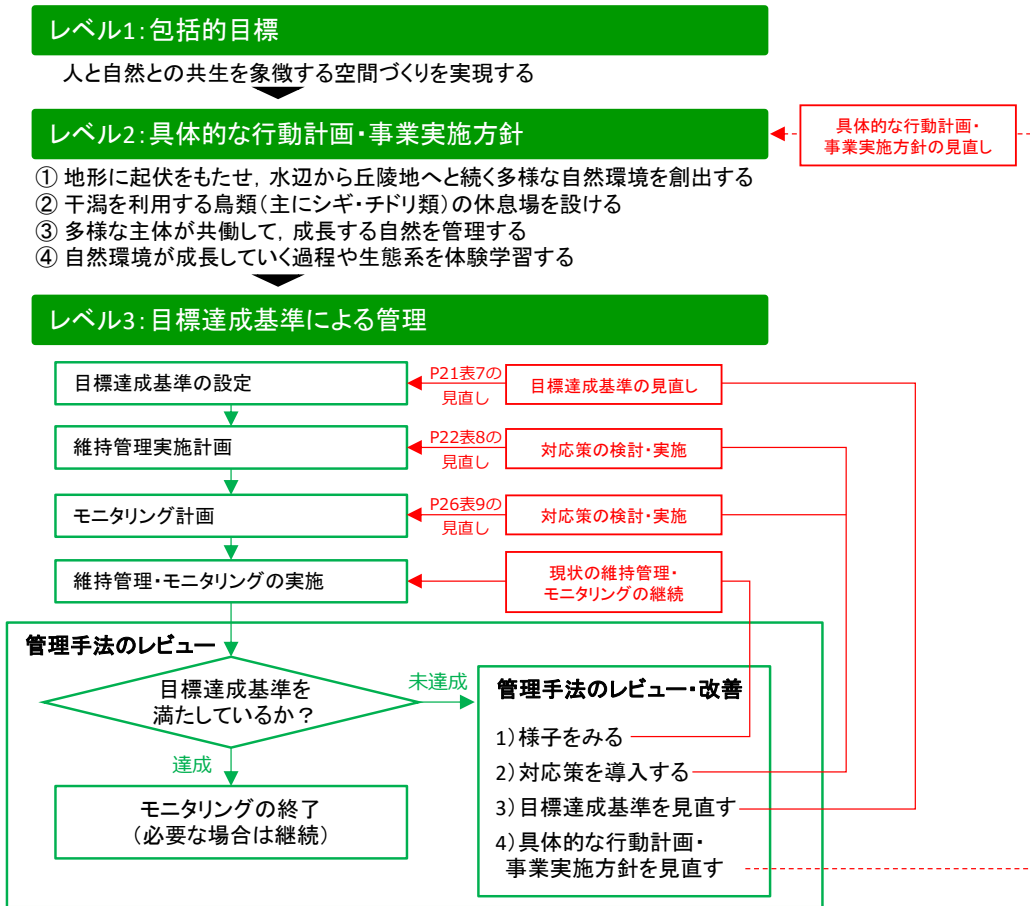 レベル1:包括的目標
人と自然との共生を象徴する空間づくりを実現する
レベル2:具体的な行動計画・事業実施方針
具体的な行動計画・
事業実施方針の見直し
① 地形に起伏をもたせ，水辺から丘陵地へと続く多様な自然環境を創出する
② 干潟を利用する鳥類（主にシギ・チドリ類）の休息場を設ける
③ 多様な主体が共働して，成長する自然を管理する
④ 自然環境が成長していく過程や生態系を体験学習する
レベル3:目標達成基準による管理
目標達成基準の設定
P21表7の
見直し
目標達成基準の見直し
維持管理実施計画
P22表8の
見直し
対応策の検討・実施
モニタリング計画
P26表9の
見直し
対応策の検討・実施
維持管理・モニタリングの実施
現状の維持管理・
モニタリングの継続
管理手法のレビュー
目標達成基準を
満たしているか？
未達成
達成
モニタリングの終了
（必要な場合は継続）
管理手法のレビュー・改善
1）様子をみる
2）対応策を導入する
3）目標達成基準を見直す
4）具体的な行動計画・
事業実施方針を見直す